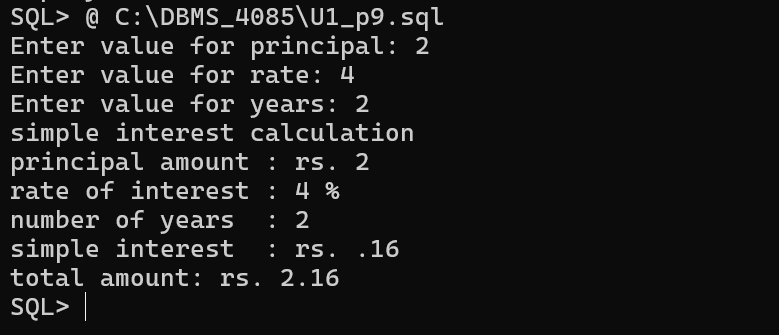 SQL> @ C:\DBMS_4085\U1_p9.sql
Enter value for principal: 2
Enter value for rate: 4
Enter value for years: 2
simple interest calculation
principal amount : rs. 2
rate of interest : 4 %
number of years  : 2
simple interest  : rs. .16
total amount: rs. 2.16
SQL>